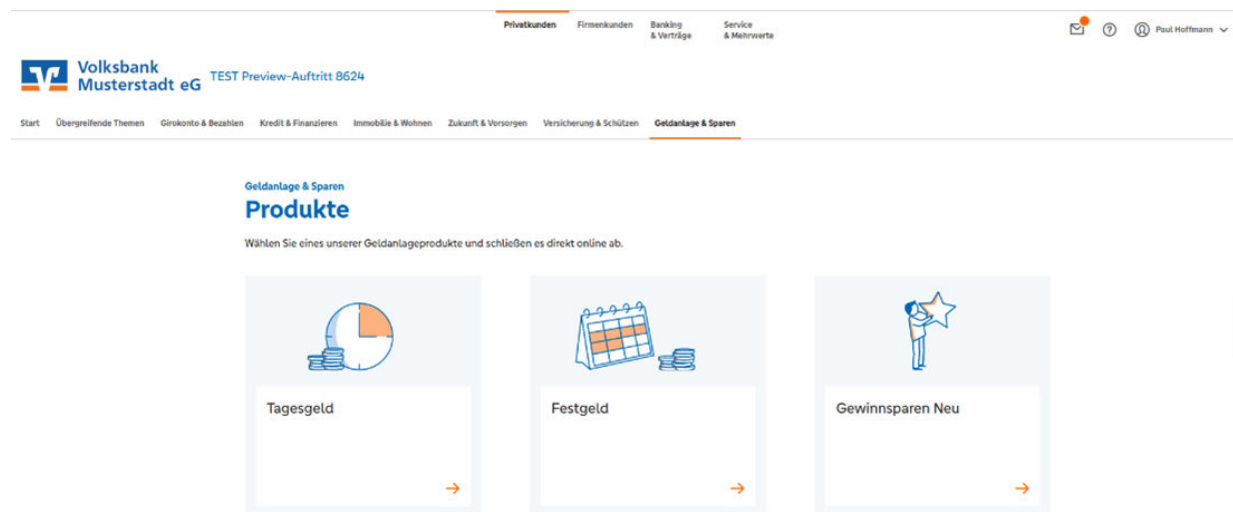 Privatkunden Firmenkunden Banking & Verträge Service & Mehrwerte Paul Hoffmann
Volksbank
Musterstadt eG TEST Preview-Auftritt 8624
Start Übergreifende Themen Girokonto & Bezahlen Kredit & Finanzieren Immobilie & Wohnen Zukunft & Vorsorgen Versicherung & Schützen Geldanlage & Sparen
Geldanlage & Sparen
Produkte
Wählen Sie eines unserer Geldanlageprodukte und schließen es direkt online ab.
Tagesgeld Festgeld Gewinnsparen Neu